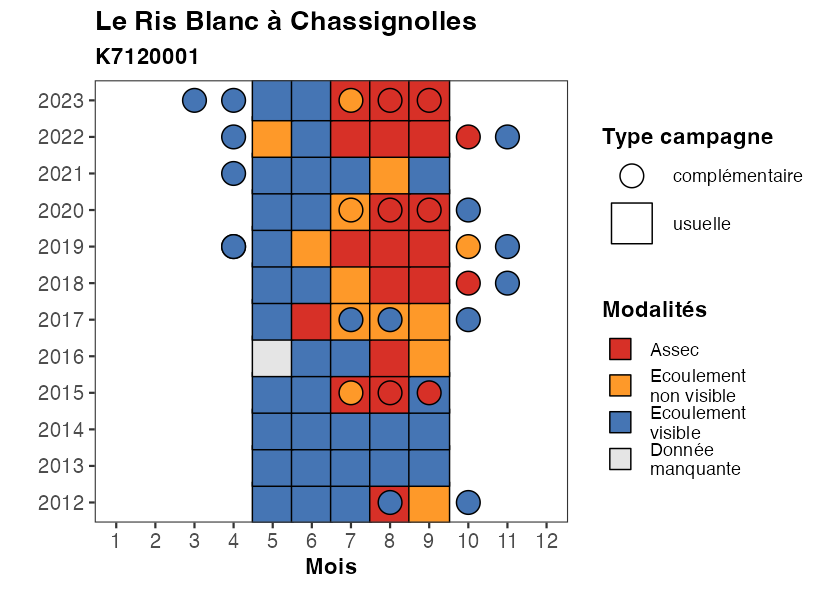 Le Ris Blanc à Chassignolles
K7120001
2023
2022
2021
2020
2019
2018
2017
2016
2015
2014
2013
2012
1 2 3 4 5 6 7 8 9 10 11 12
Mois
Type campagne
complémentaire
usuelle
Modalités
Assec
Ecoulement
non visible
Ecoulement
visible
Donnée
manquante